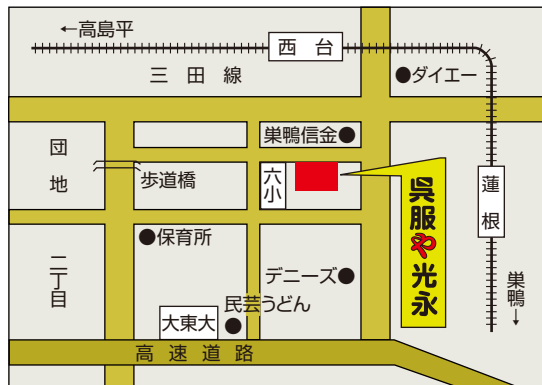 ←高島平
西台
三田線
●ダイエー
巣鴨信金●
団地
歩道橋
六小
蓮根
呉服や光永
●保育所
二丁目
デニーズ●
巣鴨→
民芸うどん
●
大東大
高速道路